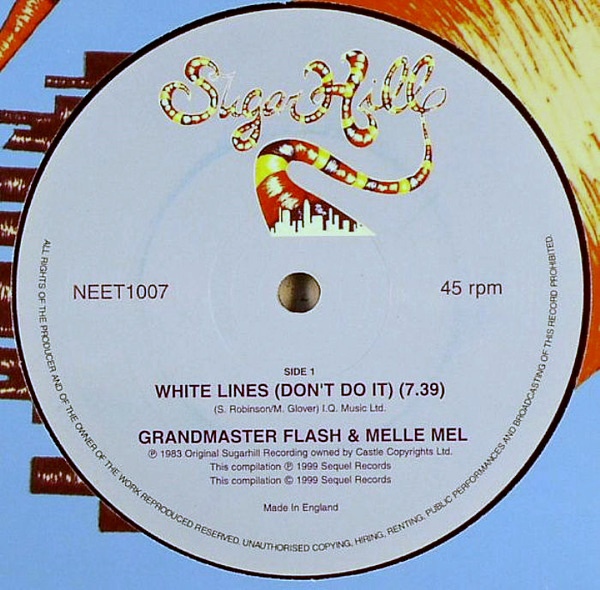 Sugar Hill
NEET1007
45 rpm
SIDE 1
WHITE LINES (DON'T DO IT) (7.39)
(S. Robinson/M. Glover) I.Q. Music Ltd.
GRANDMASTER FLASH & MELLE MEL
℗ 1983 Original Sugarhill Recording owned by Castle Copyrights Ltd.
This compilation ℗ 1999 Sequel Records
This compilation © 1999 Sequel Records
Made In England
ALL RIGHTS OF THE PRODUCER AND OF THE OWNER OF THE WORK REPRODUCED RESERVED. UNAUTHORISED COPYING, HIRING, RENTING, PUBLIC PERFORMANCES AND BROADCASTING OF THIS RECORD PROHIBITED.